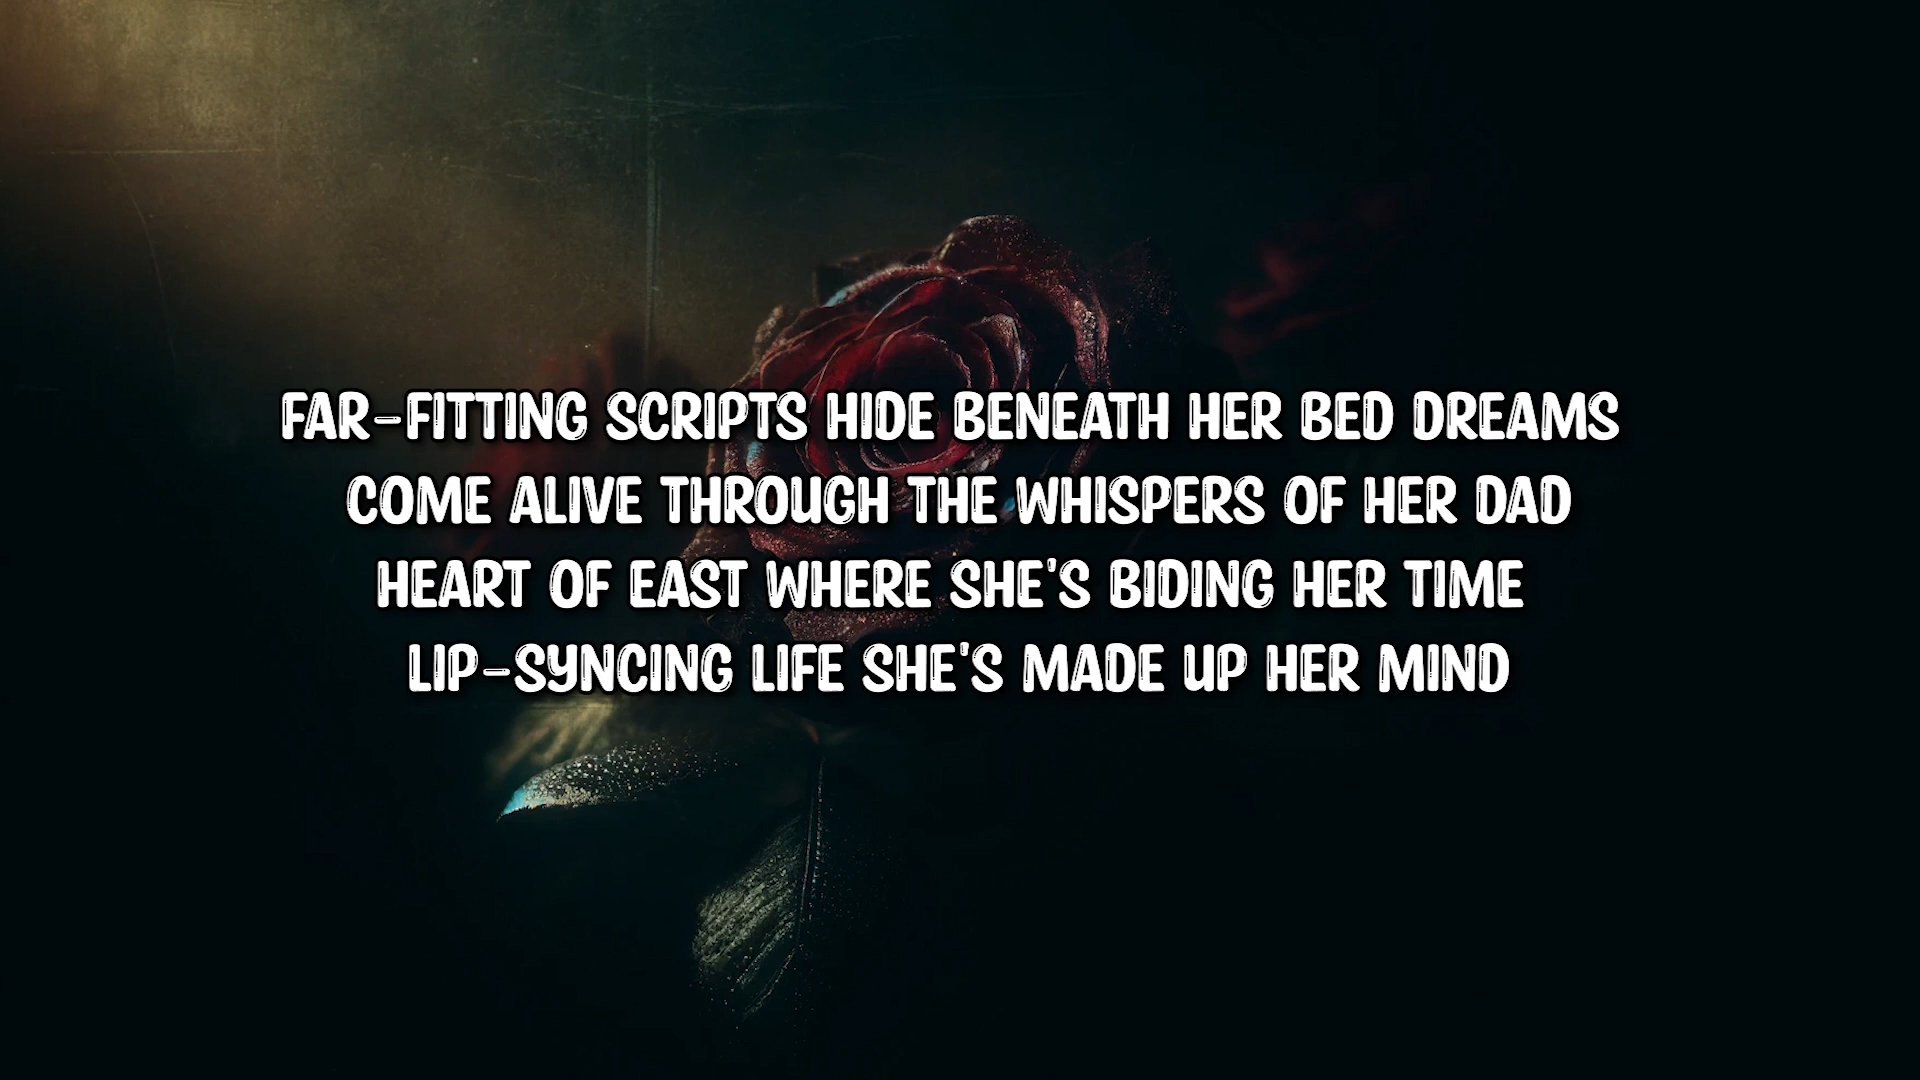 FAR-FITTING SCRIPTS HIDE BENEATH HER BED DREAMS
COME ALIVE THROUGH THE WHISPERS OF HER DAD
HEART OF EAST WHERE SHE'S BIDING HER TIME
LIP-SYNCING LIFE SHE'S MADE UP HER MIND